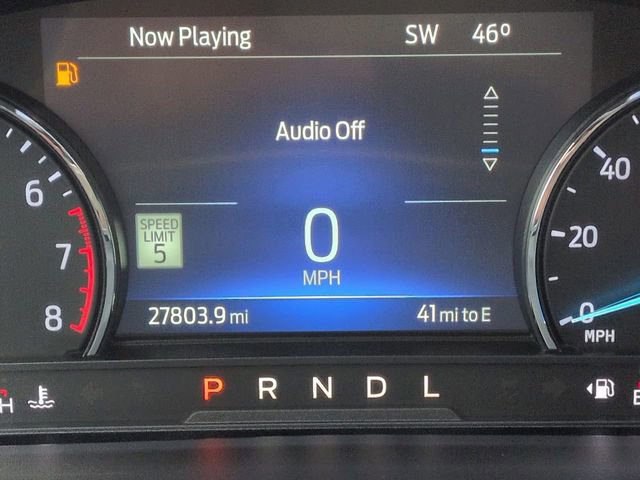 Now Playing SW 46°
Audio Off
SPEED
LIMIT
5
0
MPH
27803.9 mi 41 mi to E
6
7
8
40
20
0
MPH
H
P R N D L
E